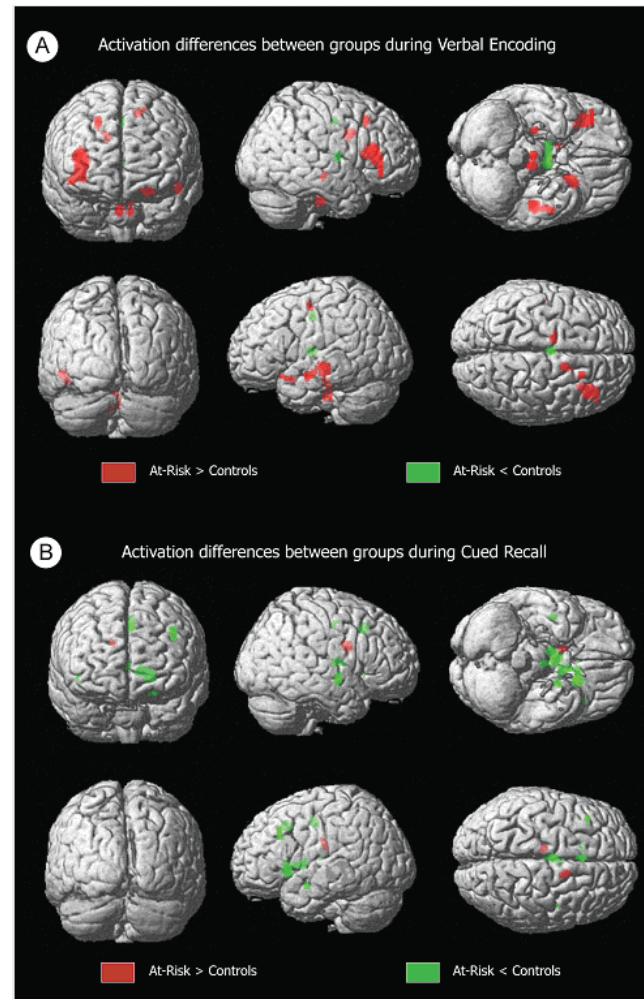 A
Activation differences between groups during Verbal Encoding
At-Risk > Controls
At-Risk < Controls
B
Activation differences between groups during Cued Recall
At-Risk > Controls
At-Risk < Controls